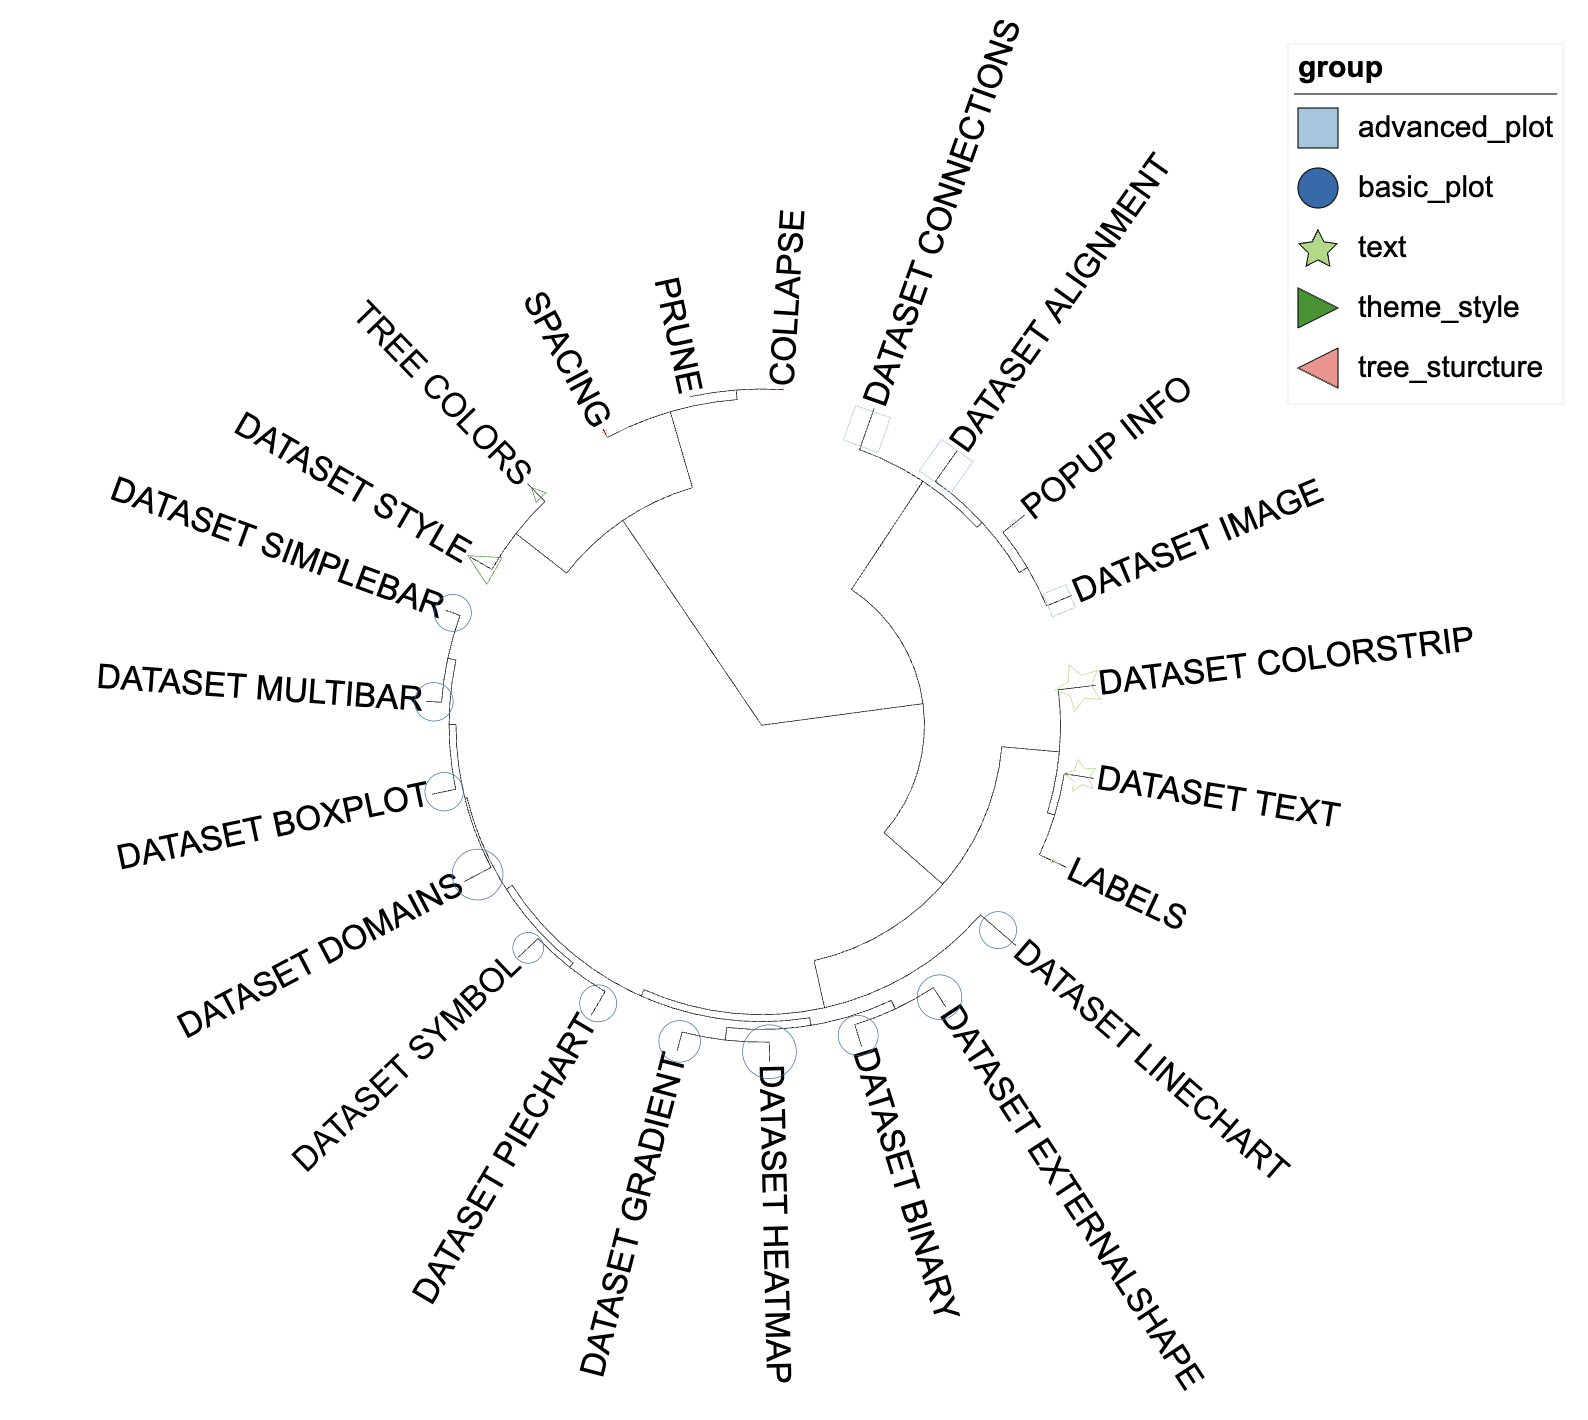 group
advanced_plot
basic_plot
text
theme_style
tree_sturcture
DATASET CONNECTIONS
DATASET ALIGNMENT
POPUP INFO
DATASET IMAGE
DATASET COLORSTRIP
DATASET TEXT
LABELS
DATASET LINECHART
DATASET EXTERNALSHAPE
DATASET BINARY
DATASET HEATMAP
DATASET GRADIENT
DATASET PIECHART
DATASET SYMBOL
DATASET DOMAINS
DATASET BOXPLOT
DATASET MULTIBAR
DATASET SIMPLEBAR
DATASET STYLE
TREE COLORS
SPACING
PRUNE
COLLAPSE